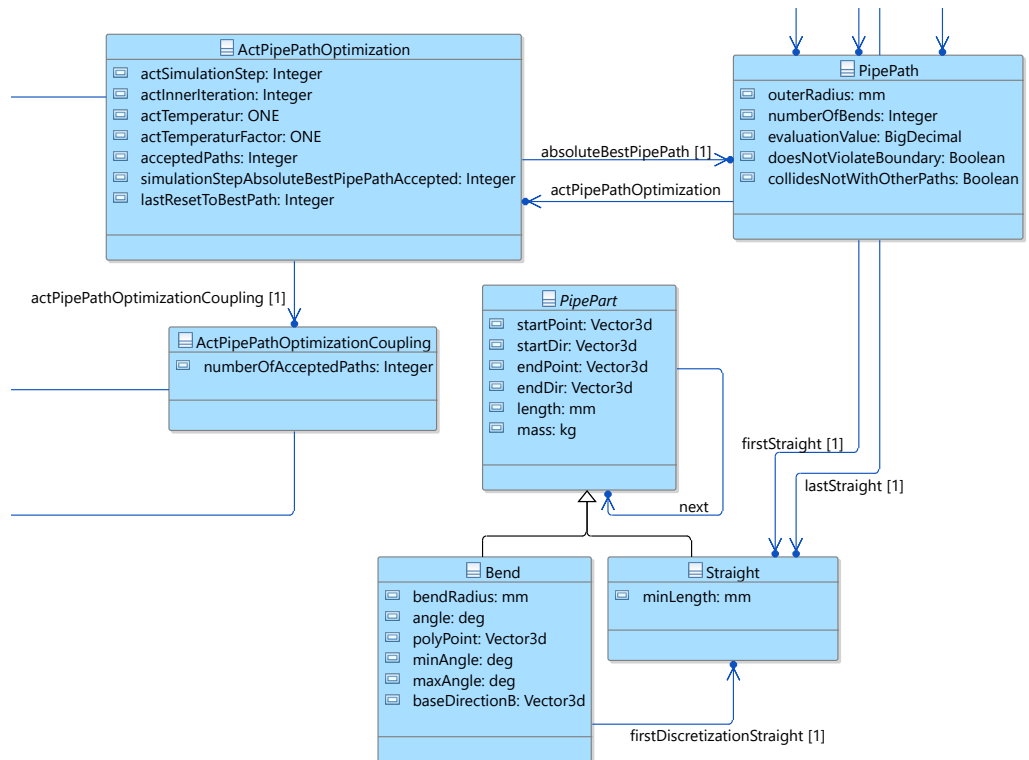 ActPipePathOptimization
actSimulationStep: Integer
actInnerIteration: Integer
actTemperatur: ONE
actTemperaturFactor: ONE
acceptedPaths: Integer
simulationStepAbsoluteBestPipePathAccepted: Integer
lastResetToBestPath: Integer
absoluteBestPipePath [1]
actPipePathOptimization
PipePath
outerRadius: mm
numberOfBends: Integer
evaluationValue: BigDecimal
doesNotViolateBoundary: Boolean
collidesNotWithOtherPaths: Boolean
actPipePathOptimizationCoupling [1]
ActPipePathOptimizationCoupling
numberOfAcceptedPaths: Integer
PipePart
startPoint: Vector3d
startDir: Vector3d
endPoint: Vector3d
endDir: Vector3d
length: mm
mass: kg
next
firstStraight [1]
lastStraight [1]
Bend
bendRadius: mm
angle: deg
polyPoint: Vector3d
minAngle: deg
maxAngle: deg
baseDirectionB: Vector3d
Straight
minLength: mm
firstDiscretizationStraight [1]